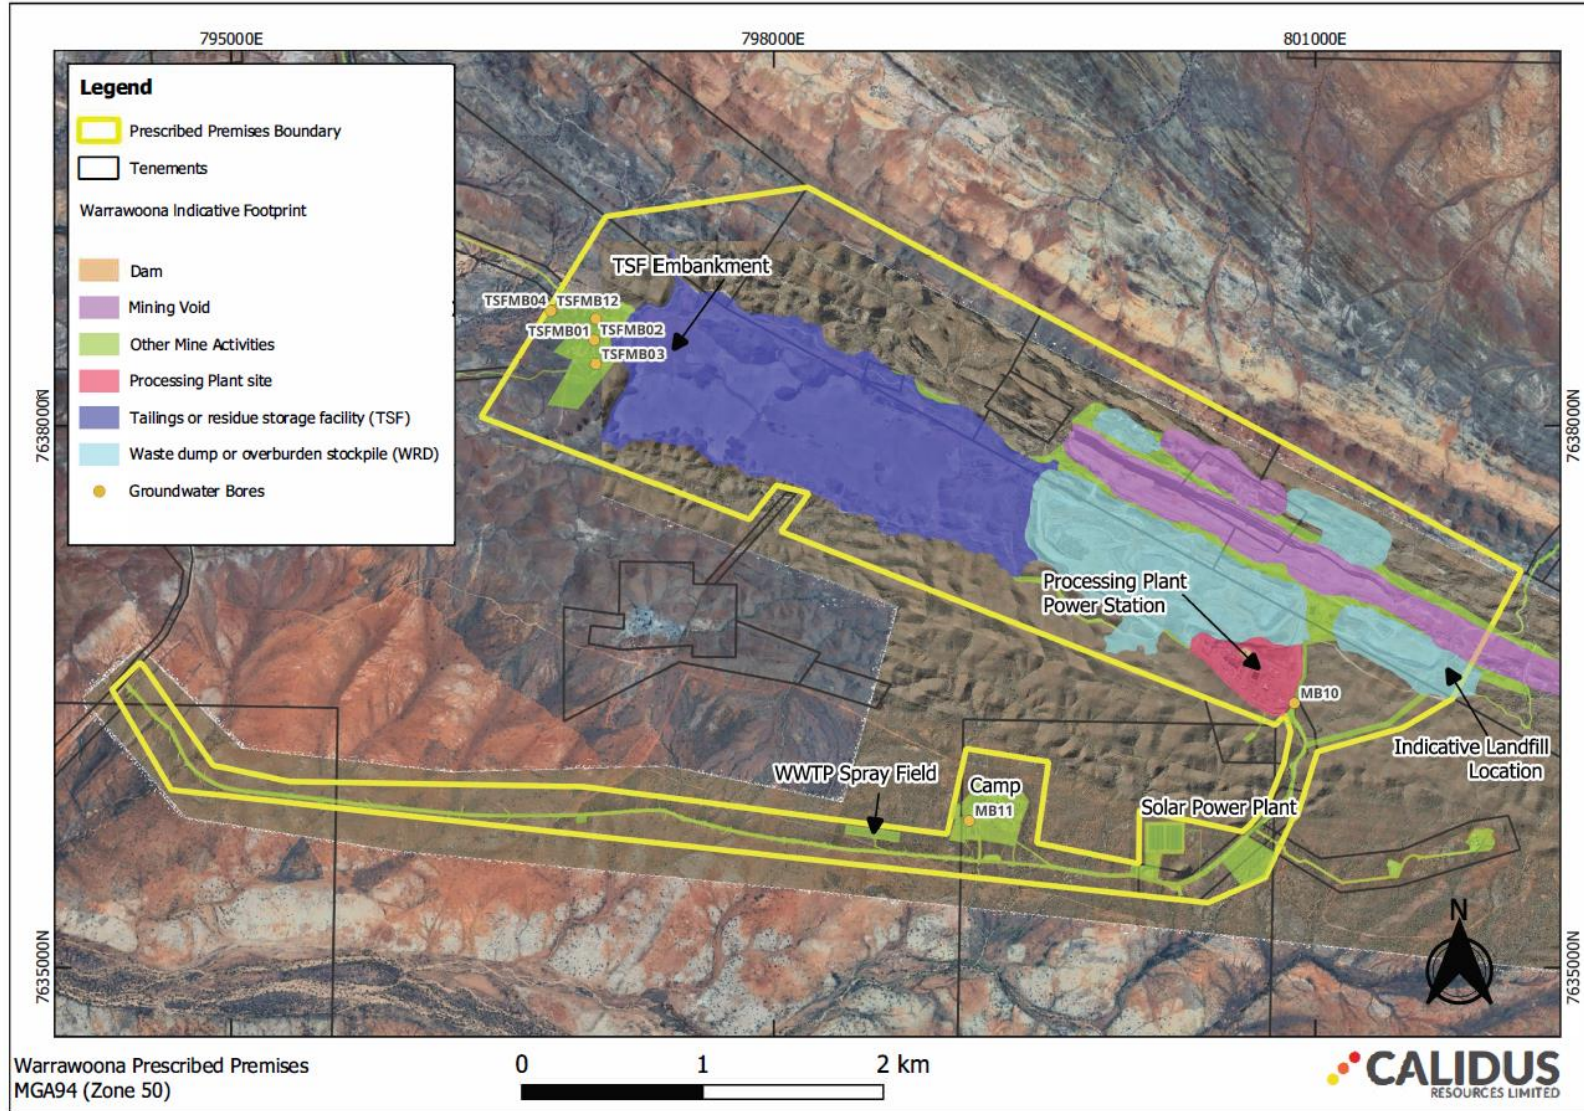 795000E
798000E
801000E
Legend
Prescribed Premises Boundary
Tenements
Warrawoona Indicative Footprint
Dam
Mining Void
Other Mine Activities
Processing Plant site
Tailings or residue storage facility (TSF)
Waste dump or overburden stockpile (WRD)
Groundwater Bores
TSF Embankment
TSFMB04
TSFMB12
TSFMB01
TSFMB02
TSFMB03
7638000N
7638000N
Processing Plant
Power Station
MB10
Indicative Landfill
Location
WWTP Spray Field
Camp
MB11
Solar Power Plant
7635000N
7635000N
N
Warrawoona Prescribed Premises
MGA94 (Zone 50)
0
1
2 km
CALIDUS
RESOURCES LIMITED